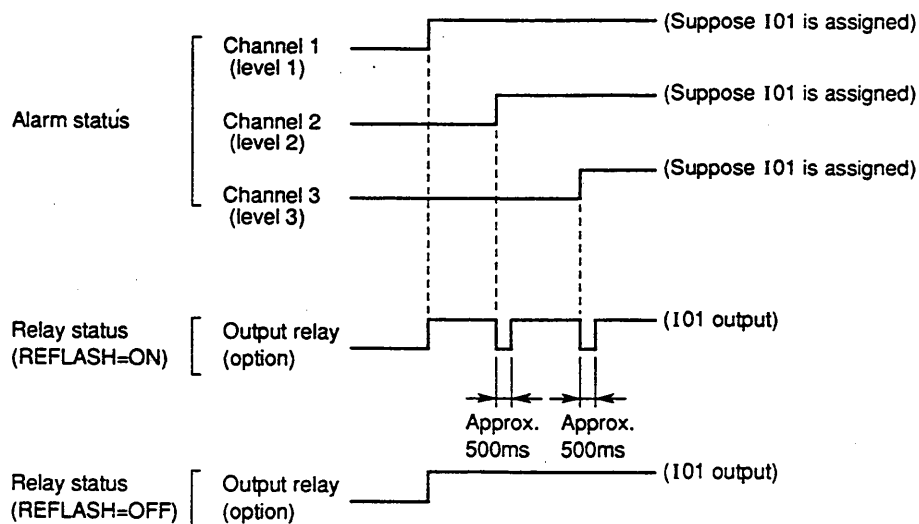 Alarm status
Channel 1
(level 1)
(Suppose I01 is assigned)
Channel 2
(level 2)
(Suppose I01 is assigned)
Channel 3
(level 3)
(Suppose I01 is assigned)
Relay status
(REFLASH=ON)
Output relay
(option)
(I01 output)
Approx.
500ms
Approx.
500ms
Relay status
(REFLASH=OFF)
Output relay
(option)
(I01 output)